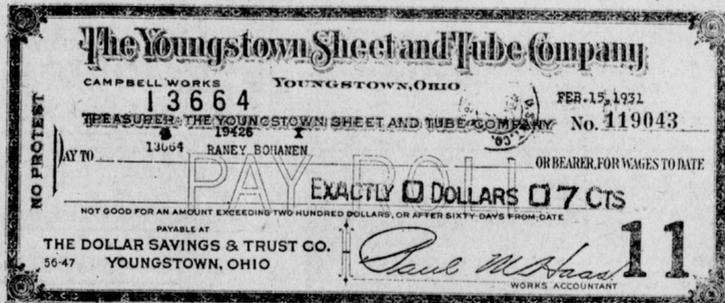 The Youngstown Sheet and Tube Company
CAMPBELL WORKS YOUNGSTOWN, OHIO
13664 FEB. 15, 1931
TREASURER THE YOUNGSTOWN SHEET AND TUBE COMPANY No. 119043
19426
13664 RANEY BOHANEN
PAY TO OR BEARER, FOR WAGES TO DATE
NO PROTEST
PAY ROLL
EXACTLY 0 DOLLARS 07 CTS
NOT GOOD FOR AN AMOUNT EXCEEDING TWO HUNDRED DOLLARS, OR AFTER SIXTY DAYS FROM DATE
PAYABLE AT
THE DOLLAR SAVINGS & TRUST CO.
56-47 YOUNGSTOWN, OHIO
Paul
WORKS ACCOUNTANT
11